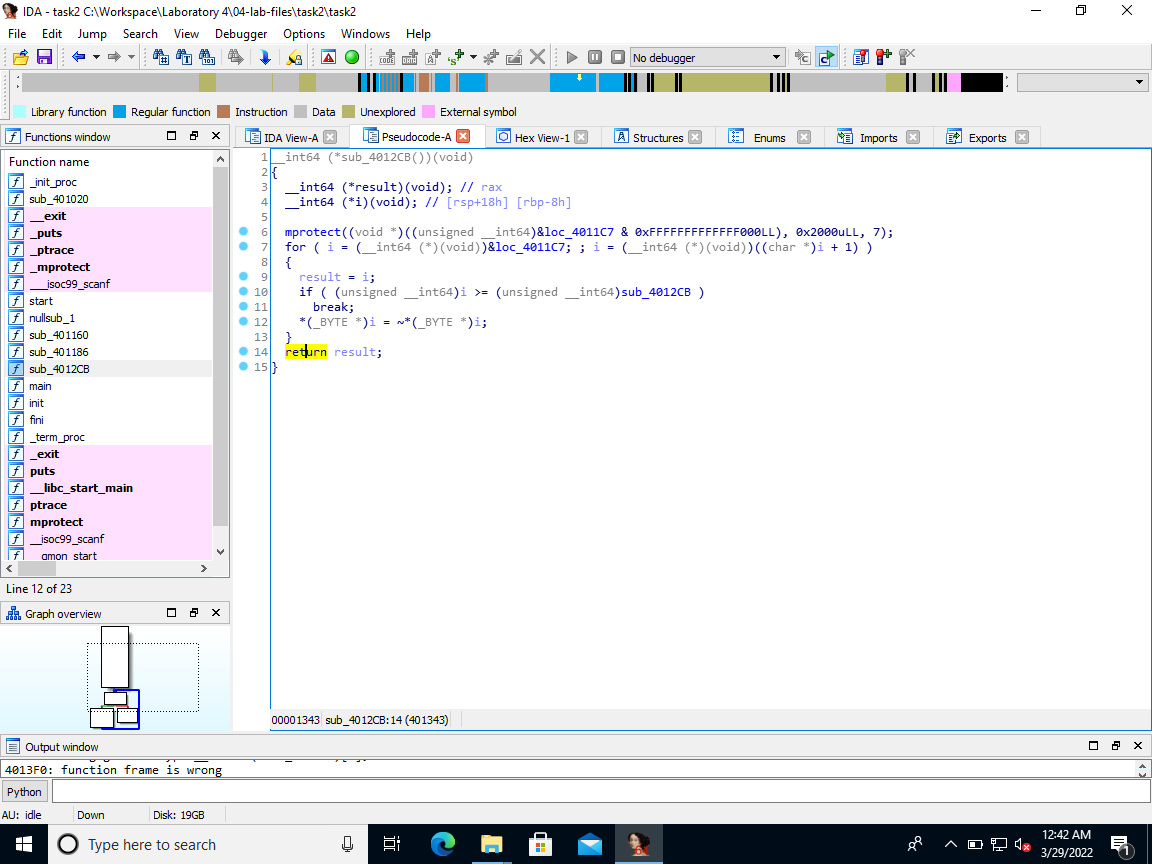 IDA - task2 C:\Workspace\Laboratory 4\04-lab-files\task2\task2
File Edit Jump Search View Debugger Options Windows Help
No debugger
Library function Regular function Instruction Data Unexplored External symbol
Functions window
IDA View-A Pseudocode-A Hex View-1 Structures Enums Imports Exports
Function name
_init_proc
sub_401020
__exit
_puts
_ptrace
_mprotect
___isoc99_scanf
start
nullsub_1
sub_401160
sub_401186
sub_4012CB
main
init
fini
_term_proc
_exit
puts
__libc_start_main
ptrace
mprotect
__isoc99_scanf
__gmon_start
Line 12 of 23
Graph overview
1 __int64 (*sub_4012CB())(void)
2 {
3 __int64 (*result)(void); // rax
4 __int64 (*i)(void); // [rsp+18h] [rbp-8h]
5
6 mprotect((void *)((unsigned __int64)&loc_4011C7 & 0xFFFFFFFFFFFFF000LL), 0x2000uLL, 7);
7 for ( i = (__int64 (*)(void))&loc_4011C7; ; i = (__int64 (*)(void))((char *)i + 1) )
8 {
9 result = i;
10 if ( (unsigned __int64)i >= (unsigned __int64)sub_4012CB )
11 break;
12 *(_BYTE *)i = ~*(_BYTE *)i;
13 }
14 return result;
15 }
00001343 sub_4012CB:14 (401343)
Output window
4013F0: function frame is wrong
Python
AU: idle Down Disk: 19GB
Type here to search
12:42 AM
3/29/2022
1